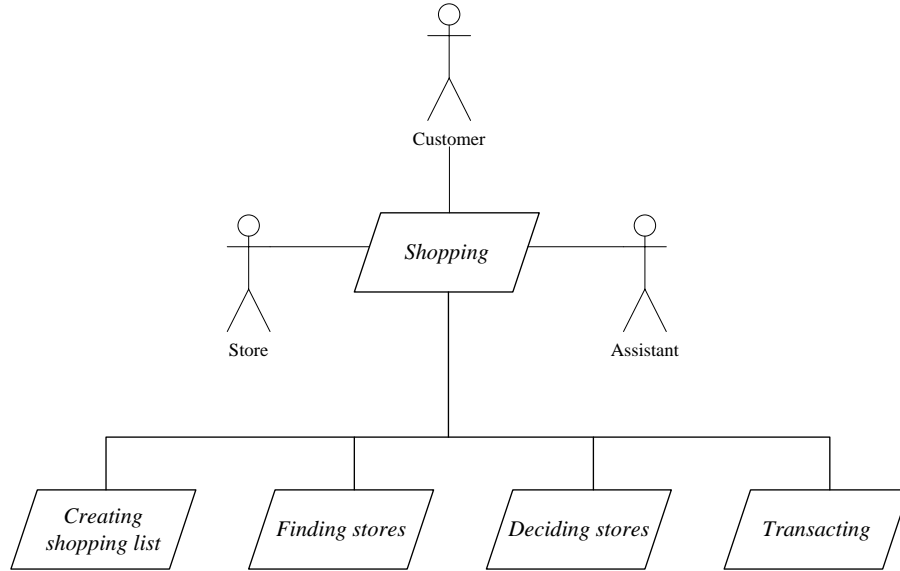 Customer
Shopping
Store
Assistant
Creating
shopping list
Finding stores
Deciding stores
Transacting